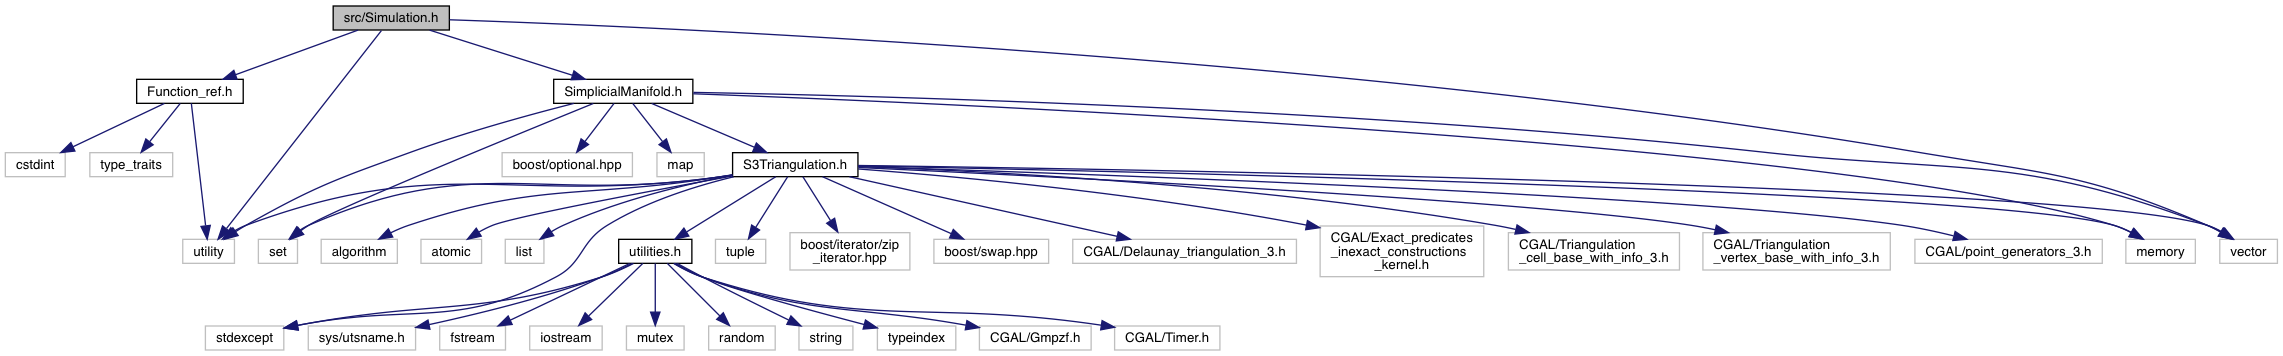 src/Simulation.h
Function_ref.h
SimplicialManifold.h
cstdint
type_traits
boost/optional.hpp
map
S3Triangulation.h
utility
set
algorithm
atomic
list
utilities.h
tuple
boost/iterator/zip
_iterator.hpp
boost/swap.hpp
CGAL/Delaunay_triangulation_3.h
CGAL/Exact_predicates
_inexact_constructions
_kernel.h
CGAL/Triangulation
_cell_base_with_info_3.h
CGAL/Triangulation
_vertex_base_with_info_3.h
CGAL/point_generators_3.h
memory
vector
stdexcept
sys/utsname.h
fstream
iostream
mutex
random
string
typeindex
CGAL/Gmpzf.h
CGAL/Timer.h